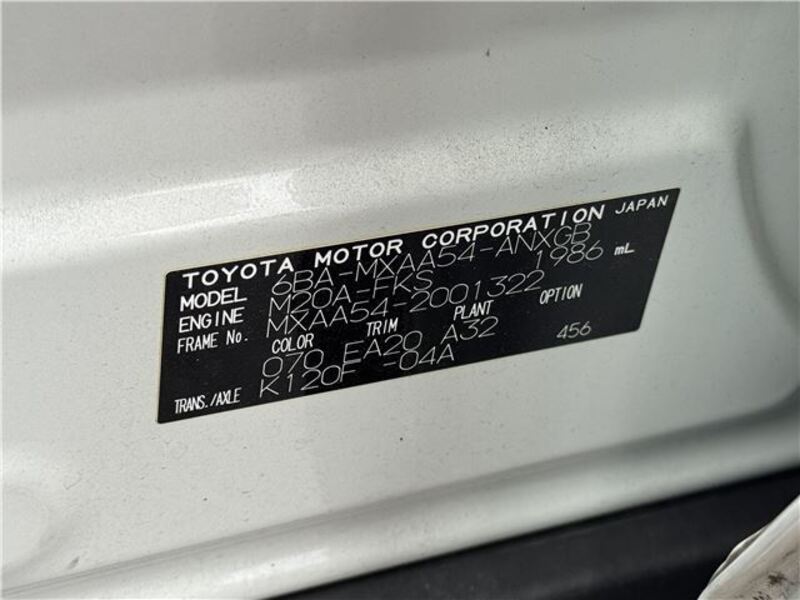 TOYOTA MOTOR CORPORATION JAPAN
MODEL 6BA-MXAA54-ANXGB
ENGINE M20A-FKS 1986 mL
FRAME No. MXAA54-2001322
COLOR TRIM PLANT OPTION
070 EA20 A32 456
TRANS./AXLE K120F -04A